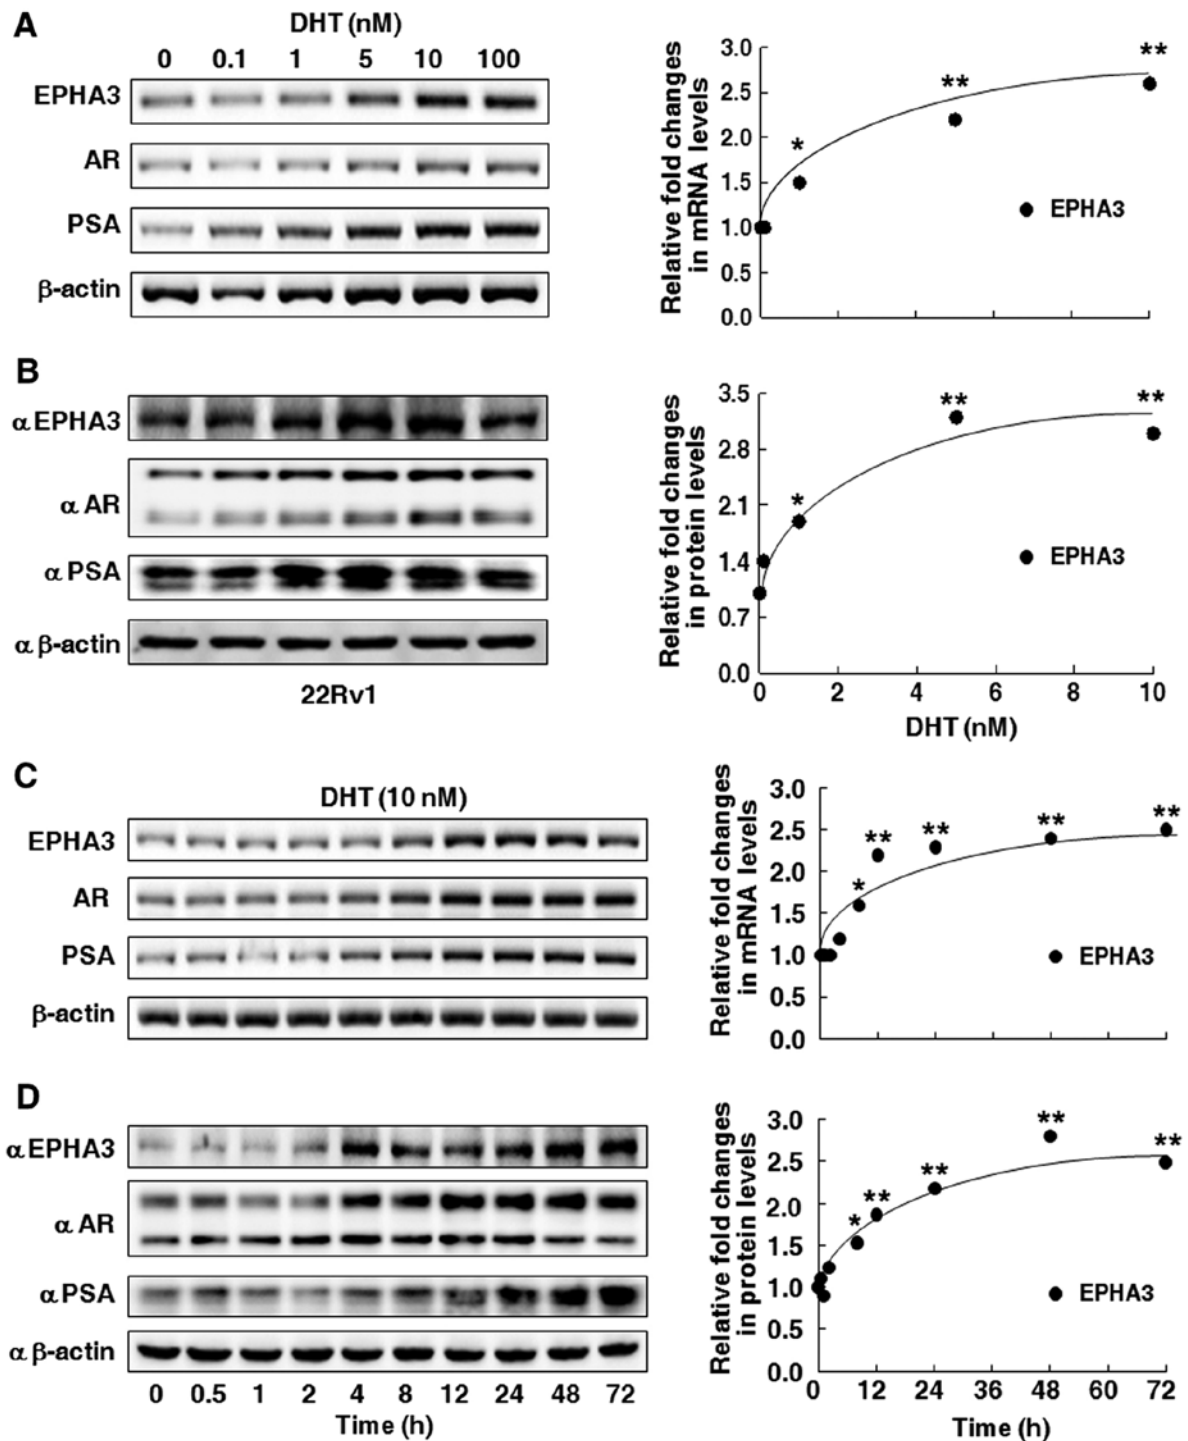 A
DHT (nM)
0 0.1 1 5 10 100
EPHA3
AR
PSA
β-actin
Relative fold changes
in mRNA levels
3.0
2.5
2.0
1.5
1.0
0.5
0.0
*
**
**
EPHA3
B
α EPHA3
α AR
α PSA
α β-actin
22Rv1
Relative fold changes
in protein levels
3.5
2.8
2.1
1.4
0.7
0.0
*
**
**
EPHA3
0 2 4 6 8 10
DHT (nM)
C
DHT (10 nM)
EPHA3
AR
PSA
β-actin
Relative fold changes
in mRNA levels
3.0
2.5
2.0
1.5
1.0
0.5
0.0
*
**
**
**
**
EPHA3
D
α EPHA3
α AR
α PSA
α β-actin
0 0.5 1 2 4 8 12 24 48 72
Time (h)
Relative fold changes
in protein levels
3.0
2.5
2.0
1.5
1.0
0.5
0.0
*
**
**
**
**
EPHA3
0 12 24 36 48 60 72
Time (h)